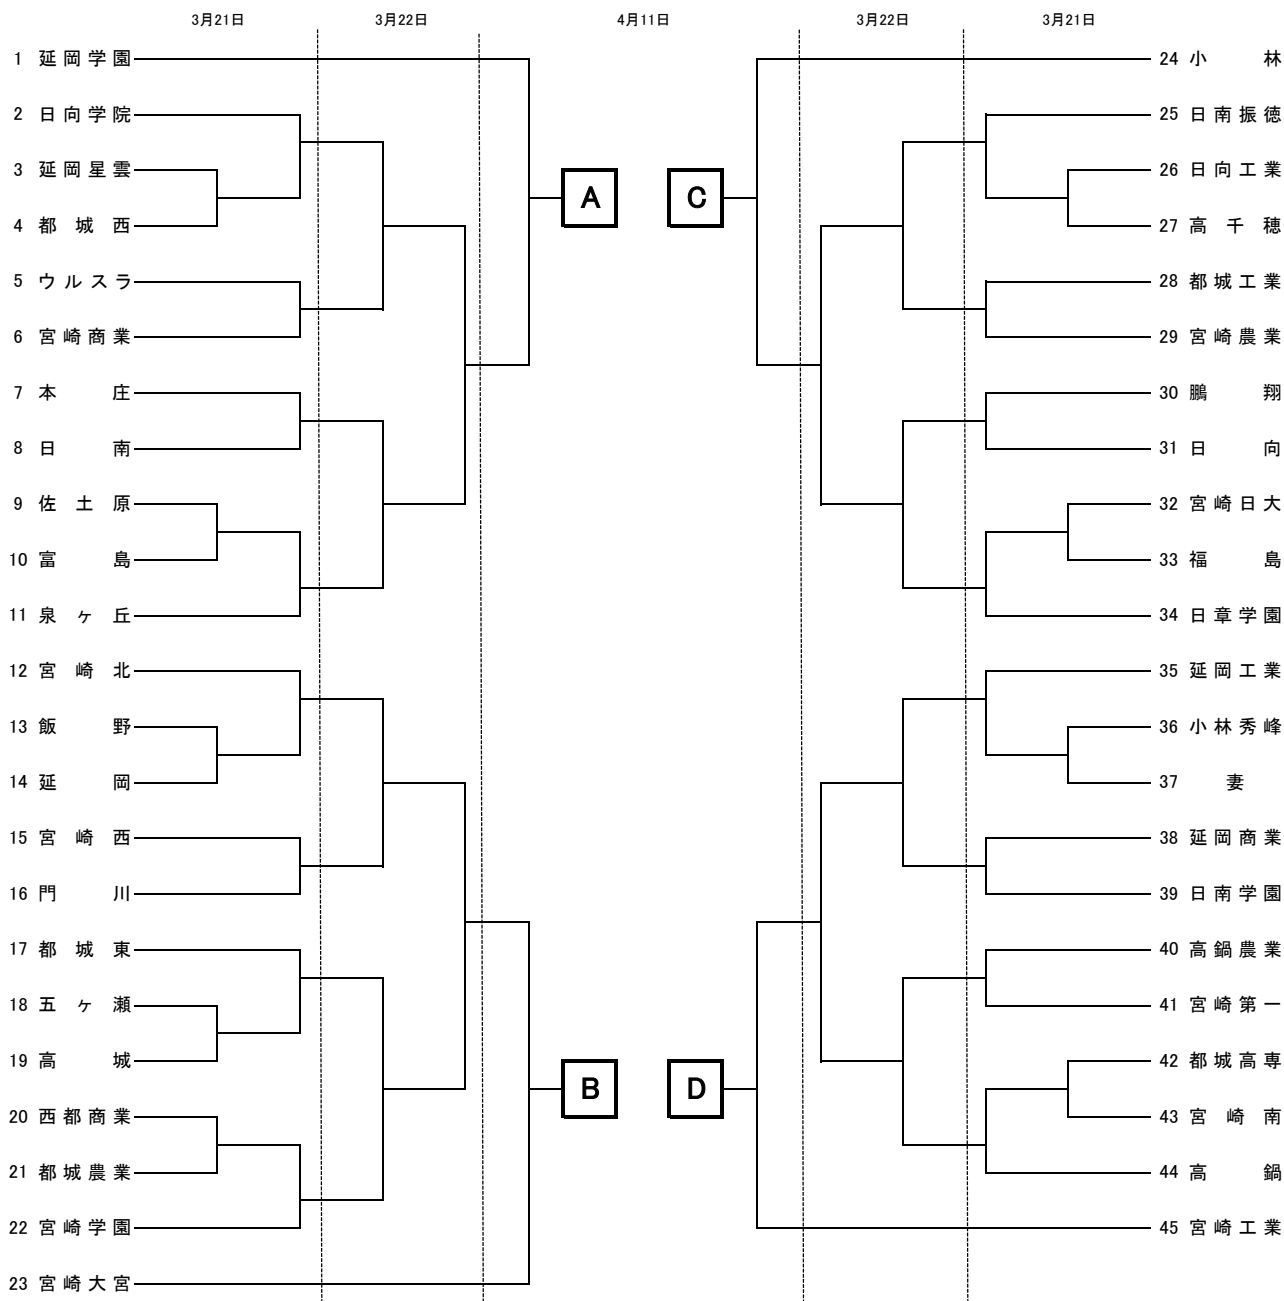 3月21日 3月22日 4月11日 3月22日 3月21日
1 延岡学園
2 日向学院
3 延岡星雲
4 都城西
5 ウルスラ
6 宮崎商業
7 本庄
8 日南
9 佐土原
10 富島
11 泉ヶ丘
12 宮崎北
13 飯野
14 延岡
15 宮崎西
16 門川
17 都城東
18 五ヶ瀬
19 高城
20 西都商業
21 都城農業
22 宮崎学園
23 宮崎大宮
A
B
C
D
24 小林
25 日南振徳
26 日向工業
27 高千穂
28 都城工業
29 宮崎農業
30 鵬翔
31 日向
32 宮崎日大
33 福島
34 日章学園
35 延岡工業
36 小林秀峰
37 妻
38 延岡商業
39 日南学園
40 高鍋農業
41 宮崎第一
42 都城高専
43 宮崎南
44 高鍋
45 宮崎工業